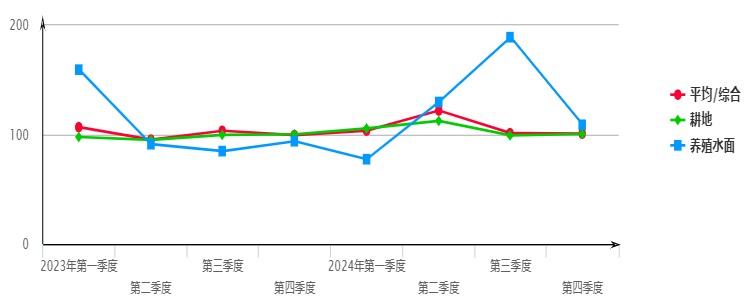 200
100
0
2023年第一季度
第二季度
第三季度
第四季度
2024年第一季度
第二季度
第三季度
第四季度
平均/综合
耕地
养殖水面